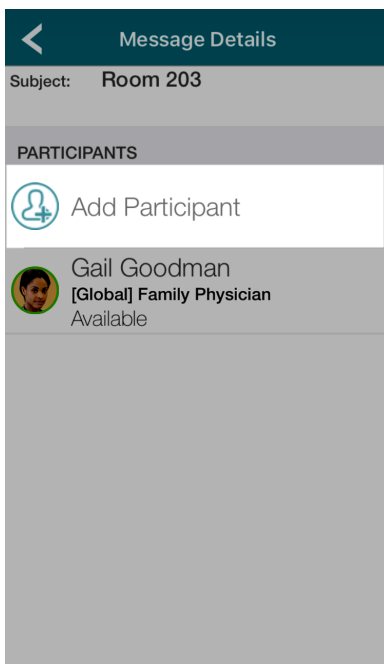 Message Details
Subject: Room 203
PARTICIPANTS
Add Participant
Gail Goodman
[Global] Family Physician
Available